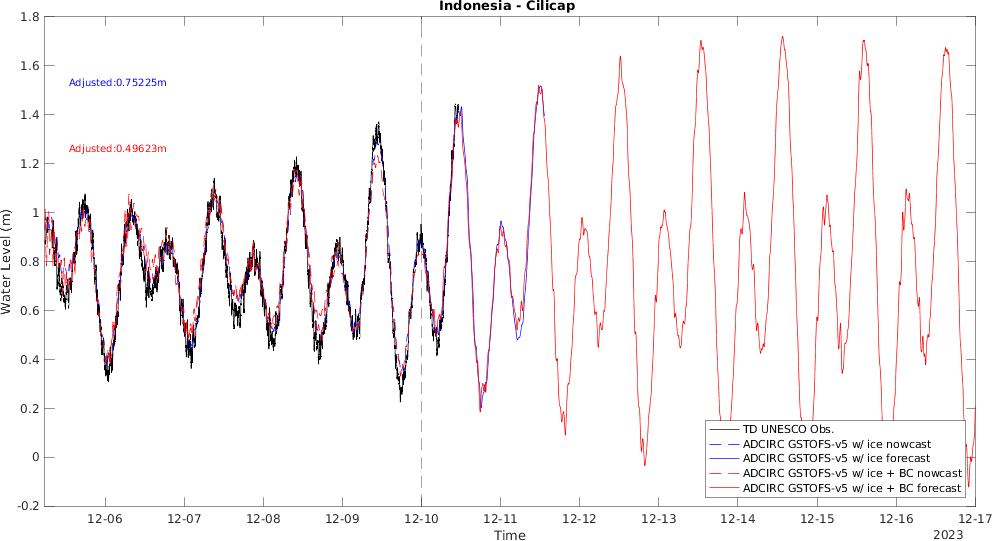 Indonesia - Cilicap
1.8
1.6
1.4
1.2
1
0.8
0.6
0.4
0.2
0
-0.2
Water Level (m)
Adjusted:0.75225m
Adjusted:0.49623m
TD UNESCO Obs.
ADCIRC GSTOFS-v5 w/ ice nowcast
ADCIRC GSTOFS-v5 w/ ice forecast
ADCIRC GSTOFS-v5 w/ ice + BC nowcast
ADCIRC GSTOFS-v5 w/ ice + BC forecast
12-06 12-07 12-08 12-09 12-10 12-11 12-12 12-13 12-14 12-15 12-16 12-17
Time
2023